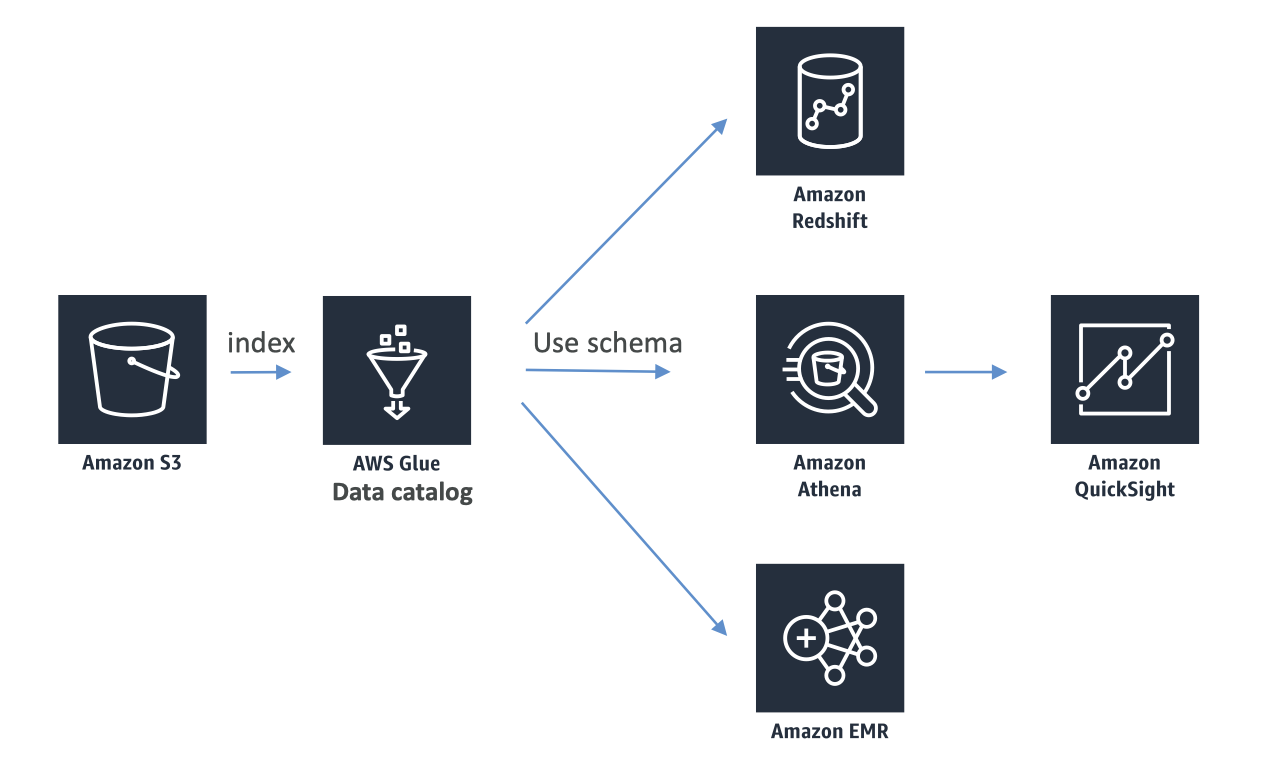 Amazon
Redshift
index
Use schema
Amazon S3
AWS Glue
Data catalog
Amazon
Athena
Amazon
QuickSight
Amazon EMR